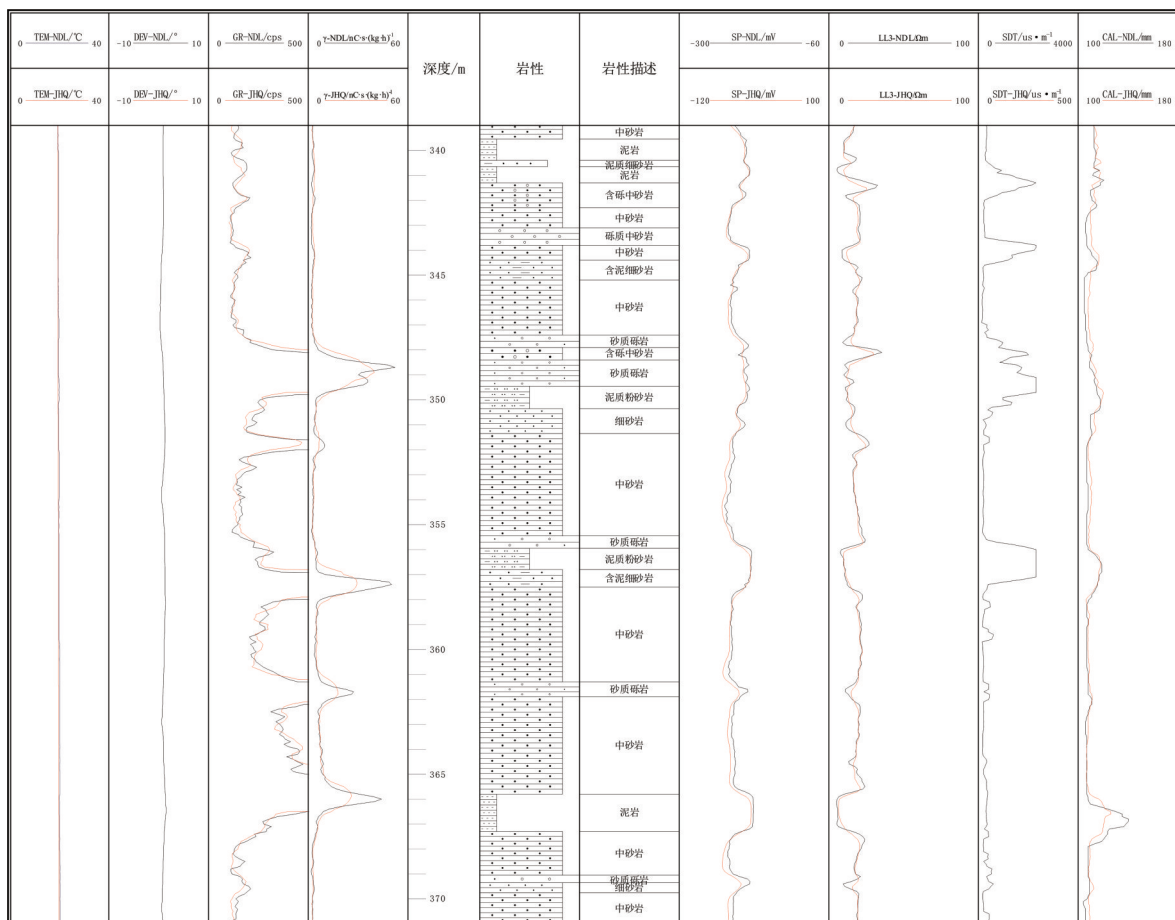 TEM-NDL/℃
0 40
DEV-NDL/°
-10 10
GR-NDL/cps
0 500
γ-NDL/nC·s·(kg·h)⁻¹
0 60
深度/m
岩性
岩性描述
SP-NDL/mV
-300 -60
LL3-NDL/Ωm
0 100
SDT/us•m⁻¹
0 4000
CAL-NDL/mm
100 180
TEM-JHQ/℃
0 40
DEV-JHQ/°
-10 10
GR-JHQ/cps
0 500
γ-JHQ/nC·s·(kg·h)⁻¹
0 60
SP-JHQ/mV
-120 100
LL3-JHQ/Ωm
0 100
SDT-JHQ/us•m⁻¹
0 500
CAL-JHQ/mm
100 180
中砂岩
340 泥岩
泥质细砂岩
泥岩
含砾中砂岩
中砂岩
砾质中砂岩
中砂岩
345 含泥细砂岩
中砂岩
砂质砾岩
含砾中砂岩
砂质砾岩
350 泥质粉砂岩
细砂岩
中砂岩
355
砂质砾岩
泥质粉砂岩
含泥细砂岩
中砂岩
360
砂质砾岩
中砂岩
365
泥岩
中砂岩
砂质砾岩
细砂岩
370 中砂岩